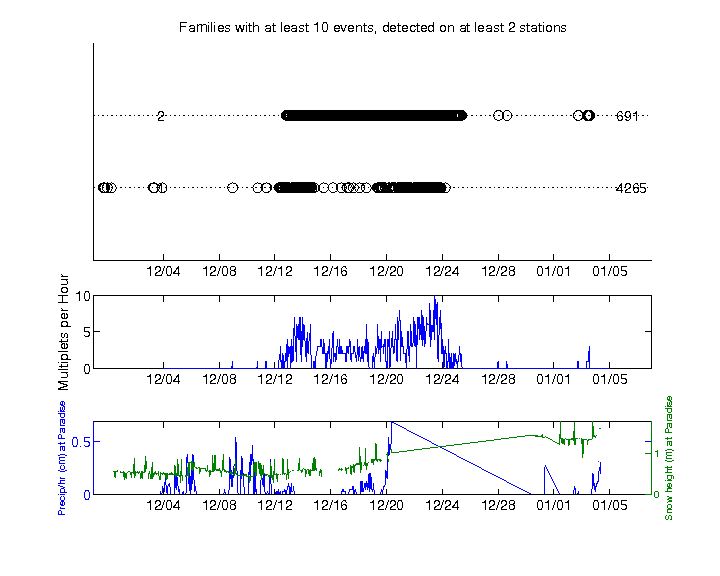 Families with at least 10 events, detected on at least 2 stations
2 691
1 4265
12/04 12/08 12/12 12/16 12/20 12/24 12/28 01/01 01/05
Multiplets per Hour
10
5
0
12/04 12/08 12/12 12/16 12/20 12/24 12/28 01/01 01/05
Precip/hr (cm) at Paradise
0.5
0
Snow height (m) at Paradise
1
0
12/04 12/08 12/12 12/16 12/20 12/24 12/28 01/01 01/05